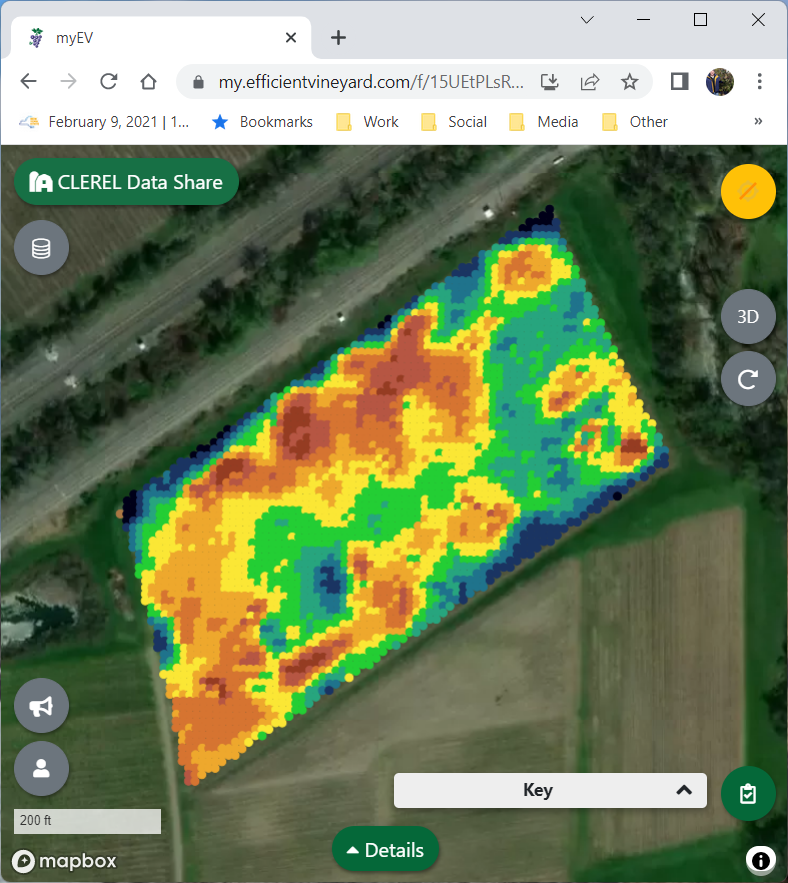 myEV
my.efficientvineyard.com/f/15UEtPLsR...
February 9, 2021 | 1...
Bookmarks
Work
Social
Media
Other
»
CLEREL Data Share
3D
Key
200 ft
Details
mapbox